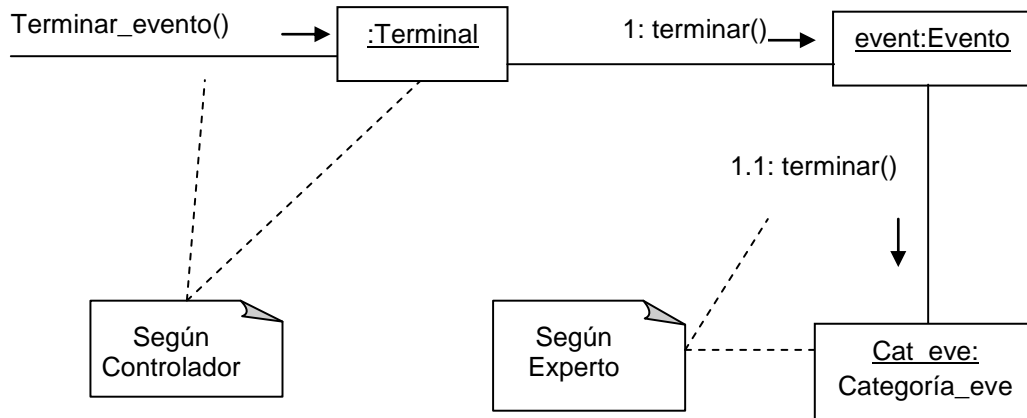 Terminar_evento()
:Terminal
1: terminar()
event:Evento
1.1: terminar()
Según
Controlador
Según
Experto
Cat_eve:
Categoría_eve